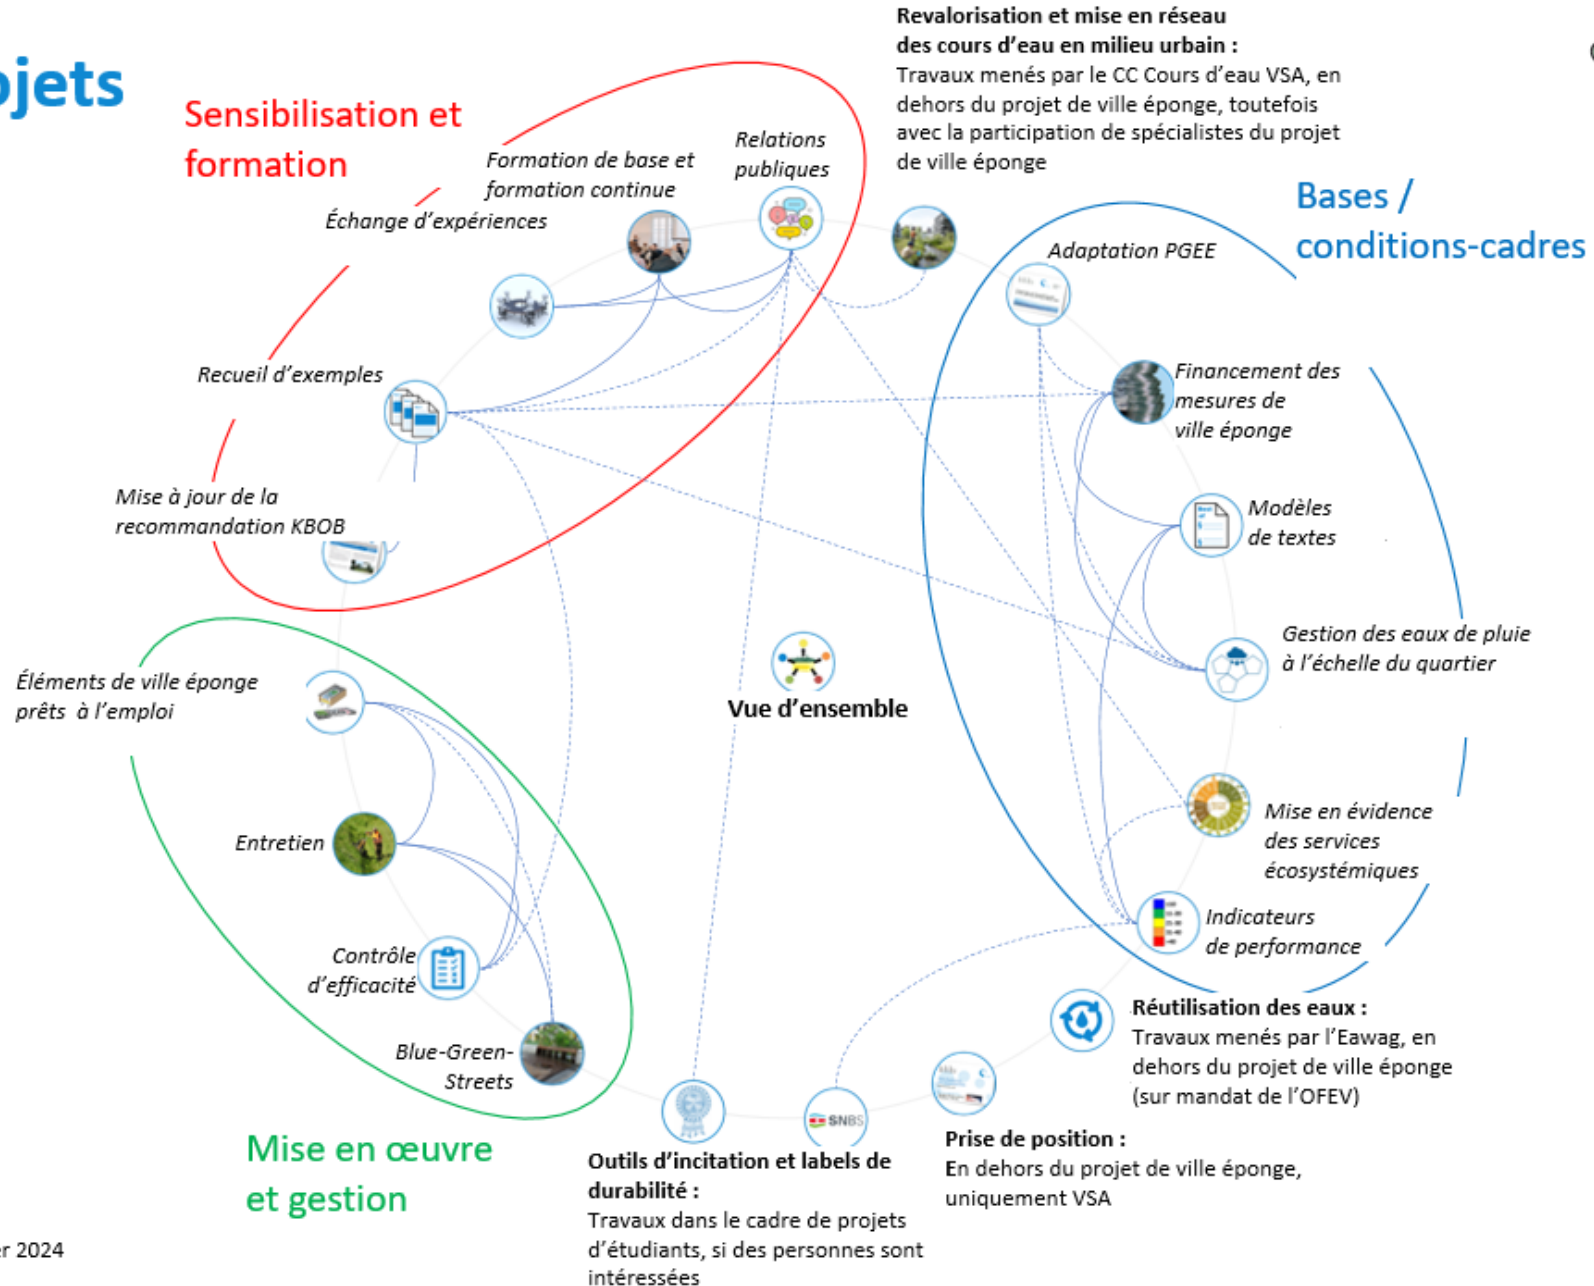 ojets
Sensibilisation et
formation
Revalorisation et mise en réseau
des cours d'eau en milieu urbain :
Travaux menés par le CC Cours d'eau VSA, en
dehors du projet de ville éponge, toutefois
avec la participation de spécialistes du projet
de ville éponge
Bases /
conditions-cadres
Relations
publiques
Formation de base et
formation continue
Échange d'expériences
Adaptation PGEE
Recueil d'exemples
Financement des
mesures de
ville éponge
Mise à jour de la
recommandation KBOB
Modèles
de textes
Gestion des eaux de pluie
à l'échelle du quartier
Éléments de ville éponge
prêts à l'emploi
Vue d'ensemble
Mise en évidence
des services
écosystémiques
Entretien
Indicateurs
de performance
Contrôle
d'efficacité
Blue-Green-
Streets
Réutilisation des eaux :
Travaux menés par l'Eawag, en
dehors du projet de ville éponge
(sur mandat de l'OFEV)
SNBS
Prise de position :
En dehors du projet de ville éponge,
uniquement VSA
Mise en œuvre
et gestion
Outils d'incitation et labels de
durabilité :
Travaux dans le cadre de projets
d'étudiants, si des personnes sont
intéressées
er 2024